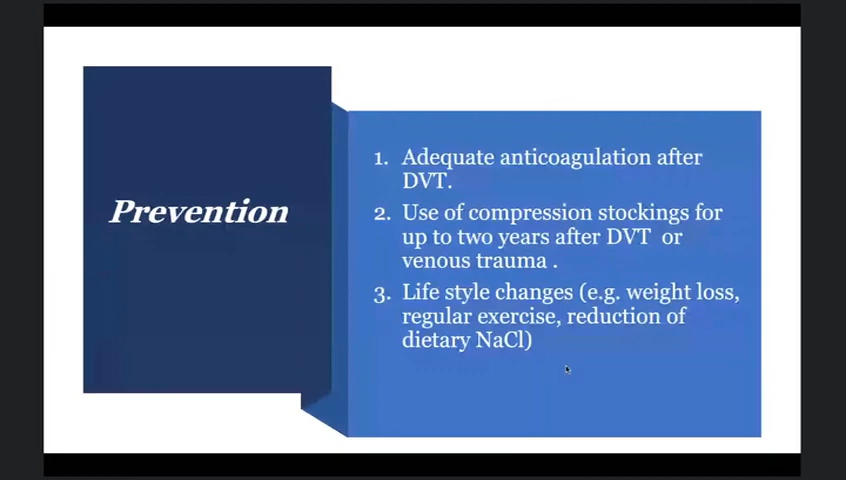 Prevention
1. Adequate anticoagulation after
DVT.
2. Use of compression stockings for
up to two years after DVT or
venous trauma .
3. Life style changes (e.g. weight loss,
regular exercise, reduction of
dietary NaCl)